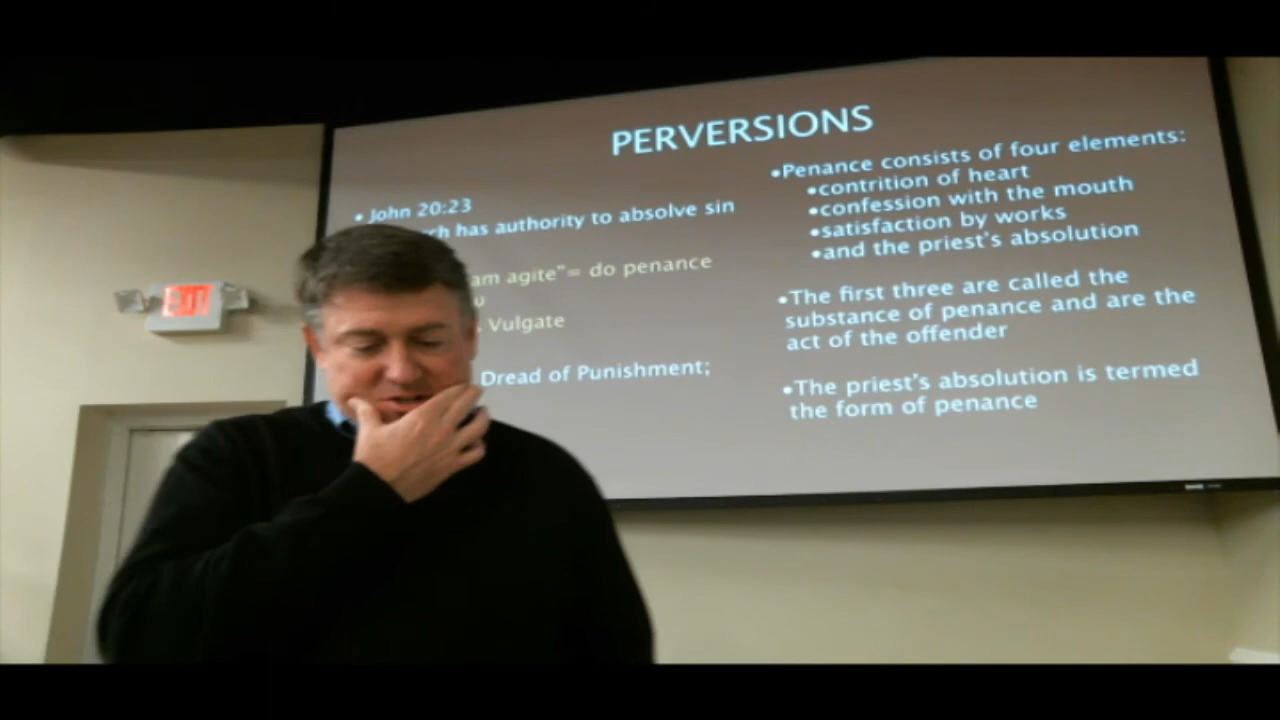 PERVERSIONS
• John 20:23
has authority to absolve sin
agite"= do penance
Vulgate
Dread of Punishment;
•Penance consists of four elements:
•contrition of heart
•confession with the mouth
•satisfaction by works
•and the priest's absolution
•The first three are called the
substance of penance and are the
act of the offender
•The priest's absolution is termed
the form of penance
EXIT